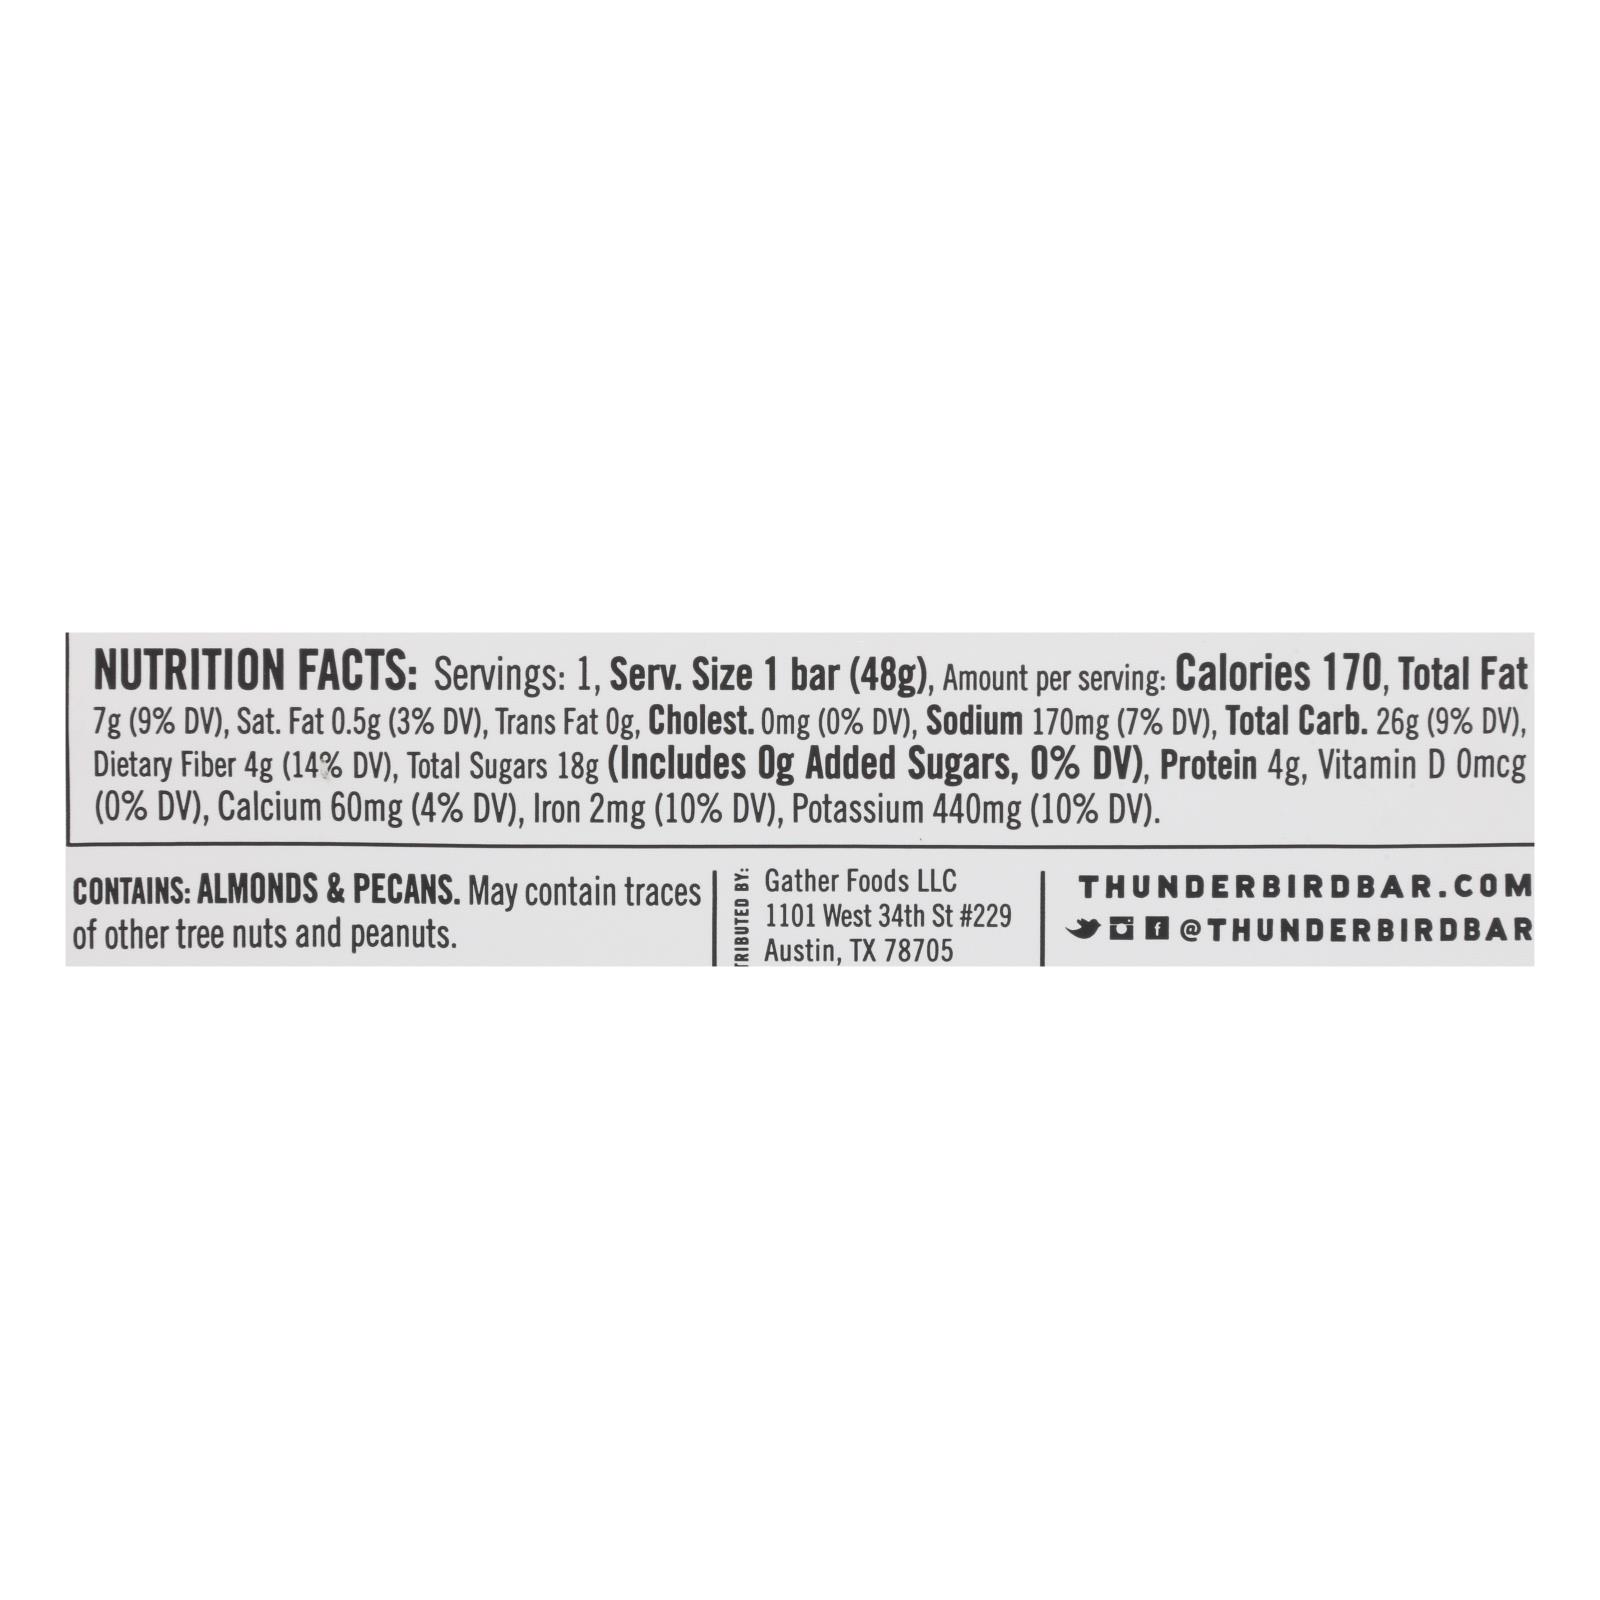 NUTRITION FACTS: Servings: 1, Serv. Size 1 bar (48g), Amount per serving: Calories 170, Total Fat
7g (9% DV), Sat. Fat 0.5g (3% DV), Trans Fat 0g, Cholest. 0mg (0% DV), Sodium 170mg (7% DV), Total Carb. 26g (9% DV),
Dietary Fiber 4g (14% DV), Total Sugars 18g (Includes 0g Added Sugars, 0% DV), Protein 4g, Vitamin D 0mcg
(0% DV), Calcium 60mg (4% DV), Iron 2mg (10% DV), Potassium 440mg (10% DV).
CONTAINS: ALMONDS & PECANS. May contain traces
of other tree nuts and peanuts.
TRIBUTED BY:
Gather Foods LLC
1101 West 34th St #229
Austin, TX 78705
THUNDERBIRDBAR.COM
@THUNDERBIRDBAR